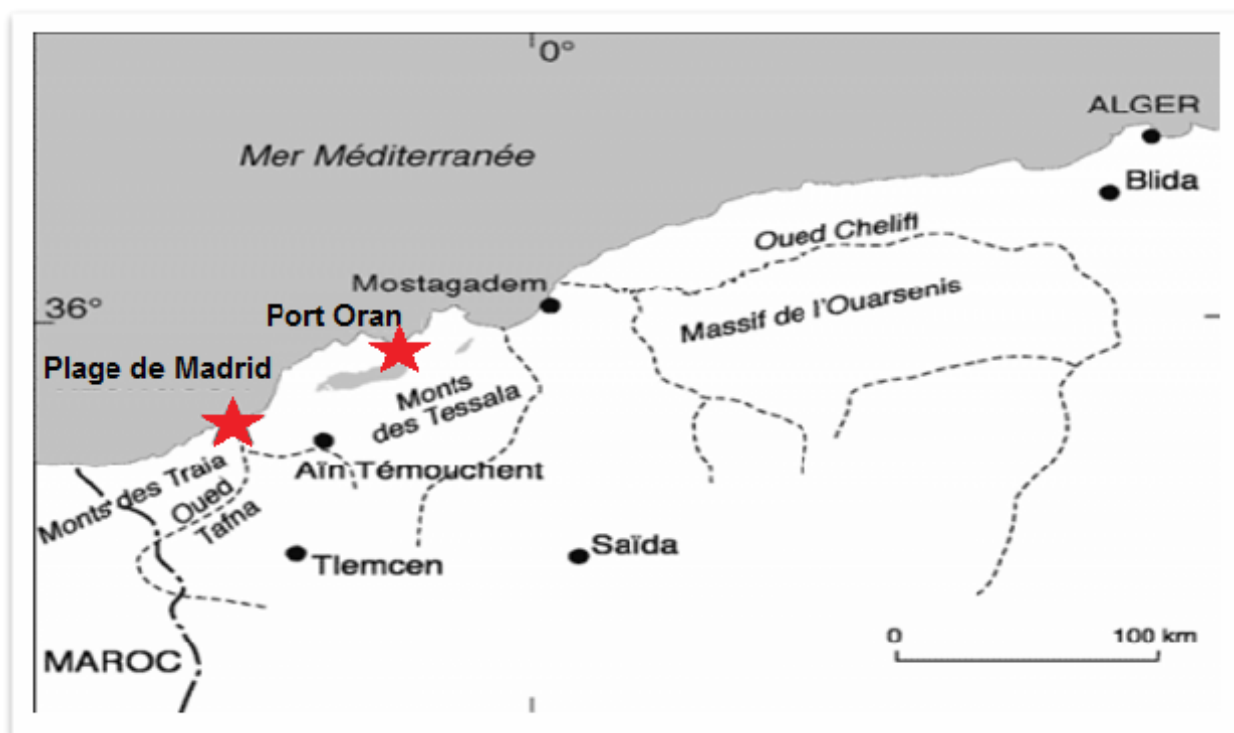 0°
ALGER
Mer Méditerranée
Blida
Oued Cheliff
Mostagadem
36°
Port Oran
Massif de l'Ouarsenis
Plage de Madrid
Monts
des Tessala
Aïn Témouchent
Monts des Traia
Oued
Tafna
Saïda
Tlemcen
0
100 km
MAROC